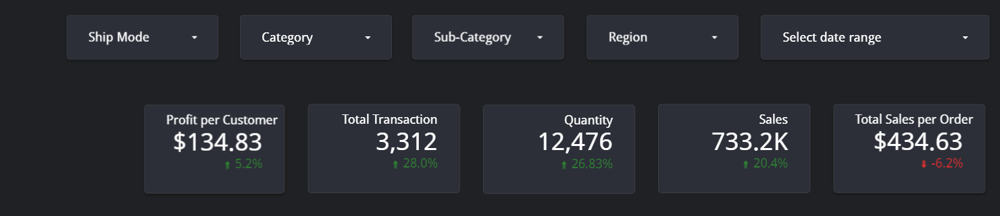 Ship Mode
Category
Sub-Category
Region
Select date range
Profit per Customer
$134.83
5.2%
Total Transaction
3,312
28.0%
Quantity
12,476
26.83%
Sales
733.2K
20.4%
Total Sales per Order
$434.63
-6.2%